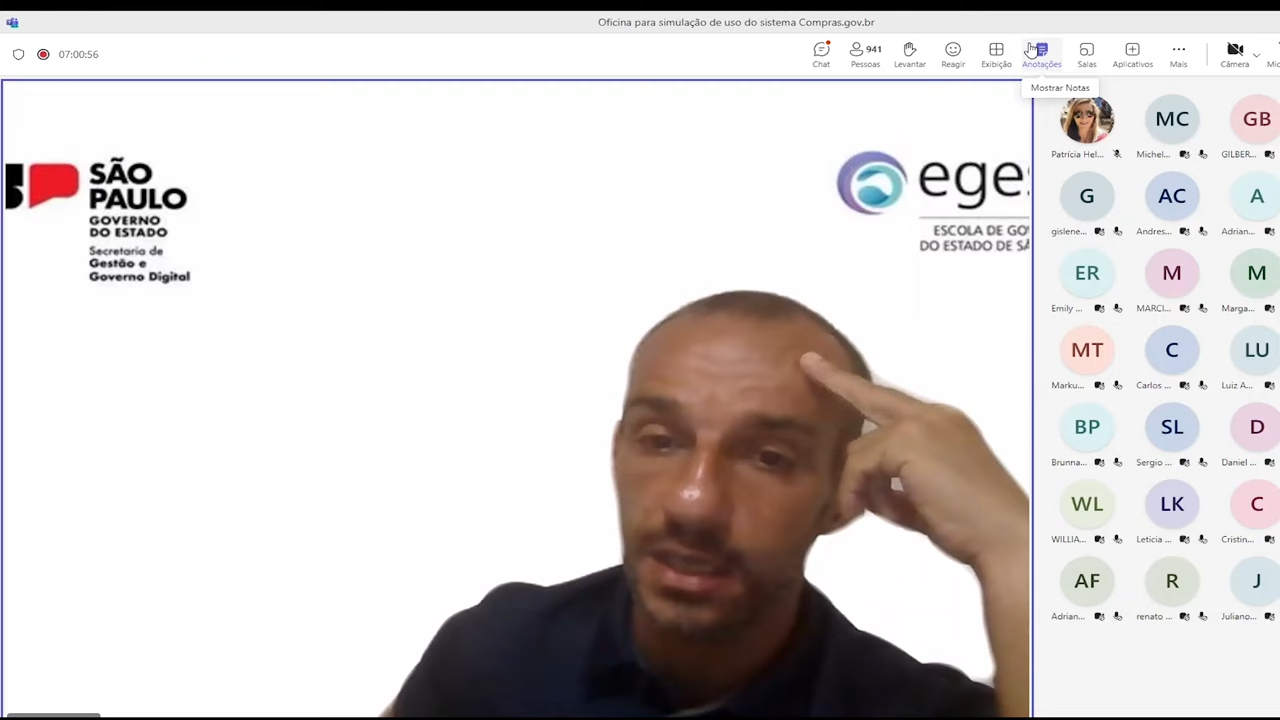 Oficina para simulação de uso do sistema Compras.gov.br
07:00:56
941
Chat
Pessoas
Levantar
Reagir
Exibição
Anotações
Salas
Aplicativos
Mais
Câmera
Mic
Mostrar Notas
SÃO
PAULO
GOVERNO
DO ESTADO
Secretaria de
Gestão e
Governo Digital
eges
ESCOLA DE GO
DO ESTADO DE S
MC
GB
Patrícia Hel...
Michel...
GILBER...
G
AC
A
gislene...
Andres...
Adrian...
ER
M
M
Emily ...
MARCI...
Marga...
MT
C
LU
Marku...
Carlos ...
Luiz A...
BP
SL
D
Brunna...
Sergio ...
Daniel ...
WL
LK
C
WILLIA...
Leticia ...
Cristin...
AF
R
J
Adrian...
renato ...
Juliano...